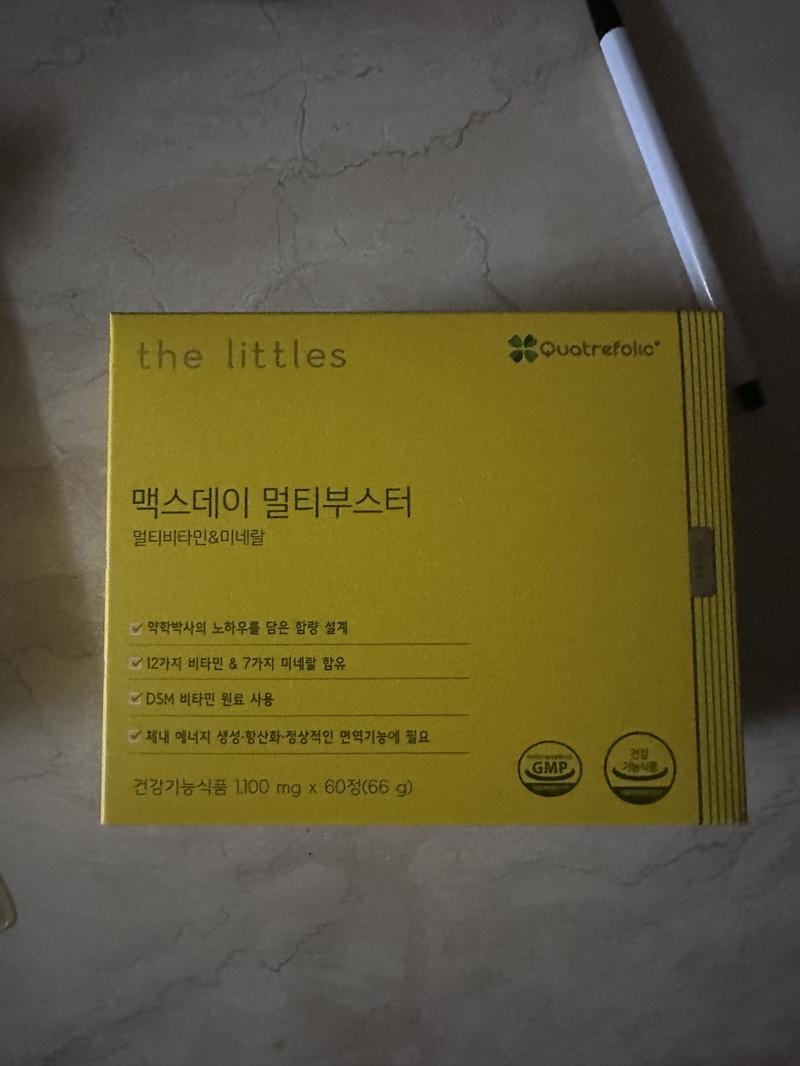 the littles
Quatrefolic®
맥스데이 멀티부스터
멀티비타민&미네랄
약학박사의 노하우를 담은 함량 설계
12가지 비타민 & 7가지 미네랄 함유
DSM 비타민 원료 사용
체내 에너지 생성·항산화·정상적인 면역기능에 필요
건강기능식품 1,100 mg x 60정(66 g)
GMP
건강
기능식품